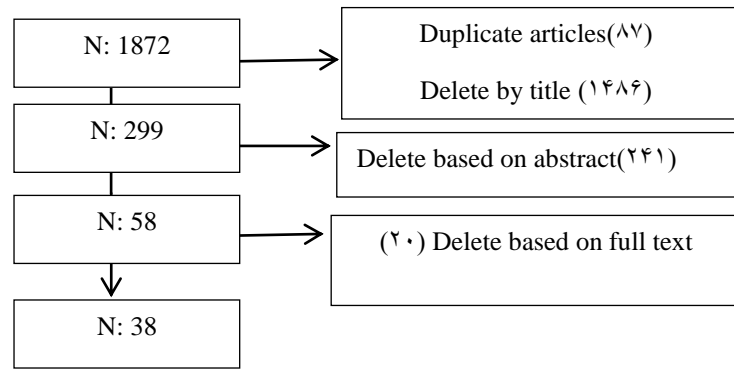 N: 1872
Duplicate articles(۸۷)
Delete by title (۱۴۸۶)
N: 299
Delete based on abstract(۲۴۱)
N: 58
(۲۰) Delete based on full text
N: 38